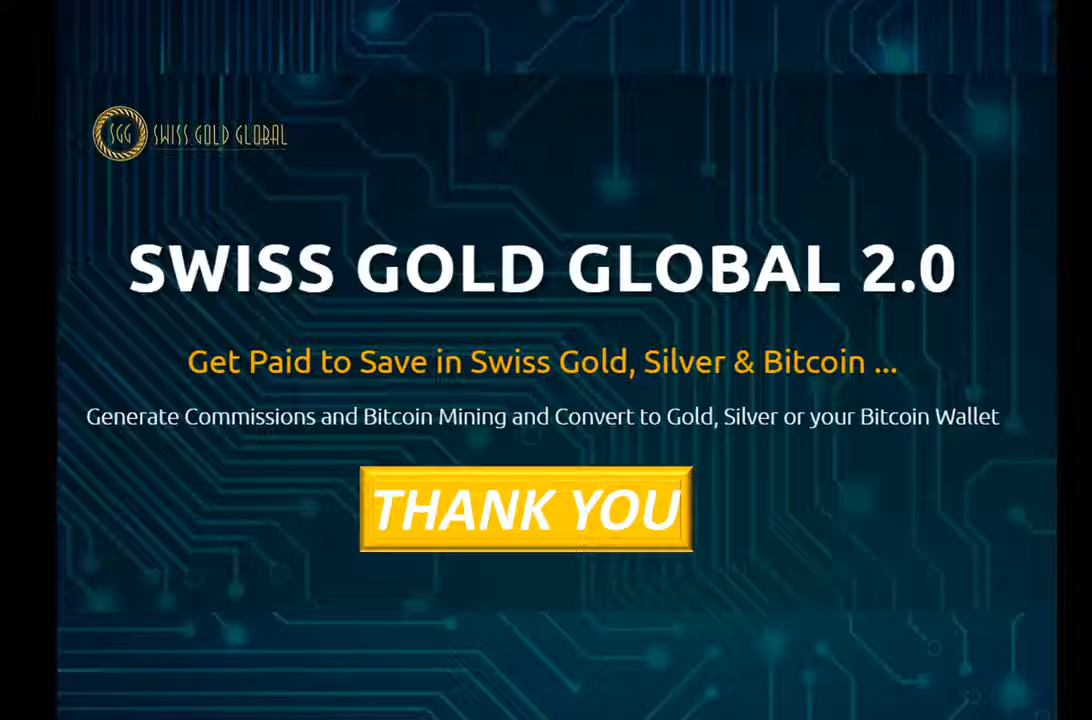 SGG SWISS GOLD GLOBAL
SWISS GOLD GLOBAL 2.0
Get Paid to Save in Swiss Gold, Silver & Bitcoin ...
Generate Commissions and Bitcoin Mining and Convert to Gold, Silver or your Bitcoin Wallet
THANK YOU